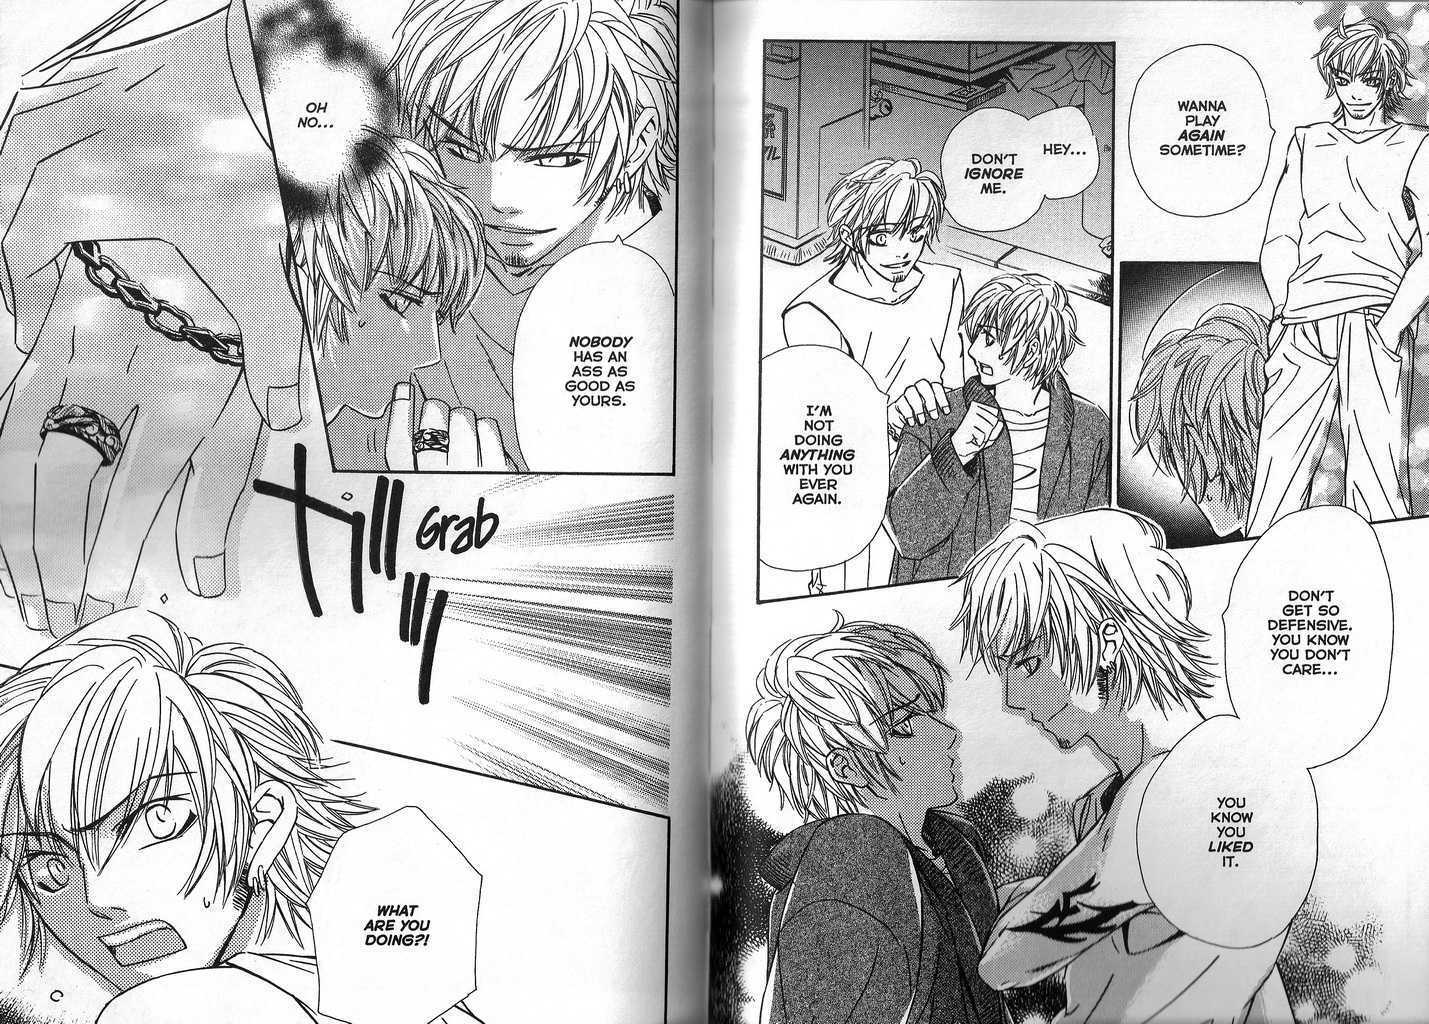 WANNA
PLAY
AGAIN
SOMETIME?
HEY...
DON'T
IGNORE
ME.
I'M
NOT
DOING
ANYTHING
WITH YOU
EVER
AGAIN.
DON'T
GET SO
DEFENSIVE.
YOU KNOW
YOU DON'T
CARE...
YOU
KNOW
YOU
LIKED
IT.
NOBODY
HAS AN
ASS AS
GOOD AS
YOURS.
OH
NO...
Grab
WHAT
ARE YOU
DOING?!